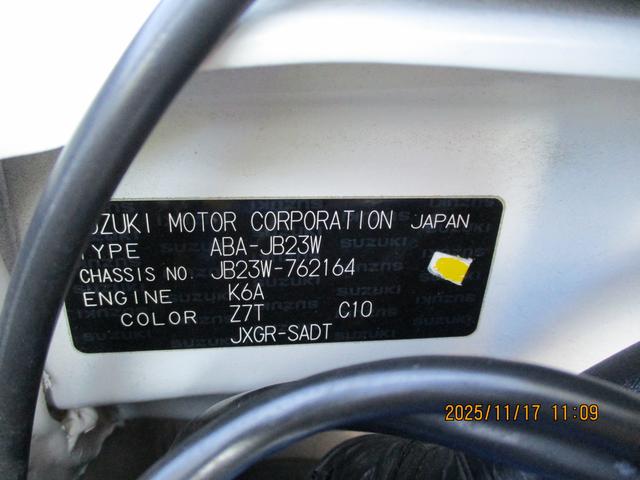 SUZUKI MOTOR CORPORATION JAPAN
TYPE ABA-JB23W
CHASSIS NO. JB23W-762164
ENGINE K6A
COLOR Z7T C10
JXGR-SADT
2025/11/17 11:09